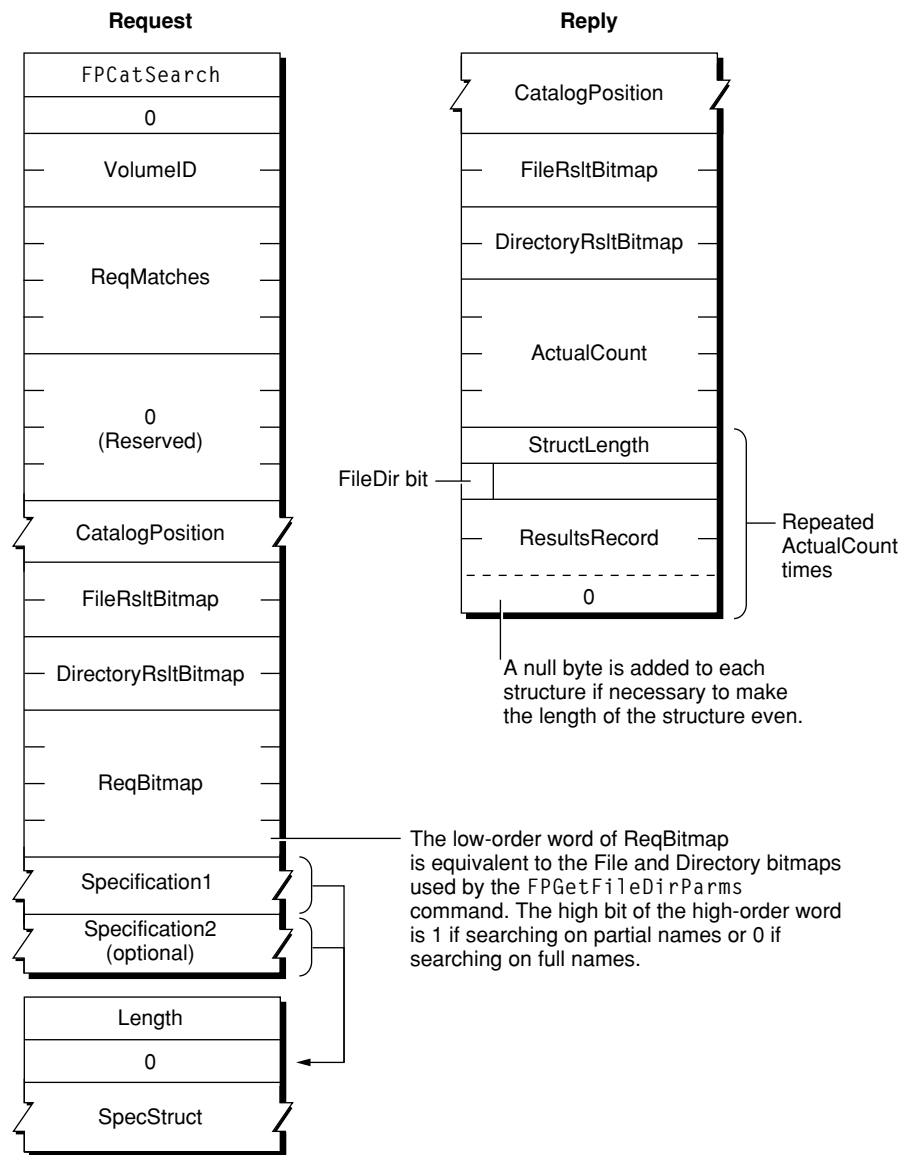 Request
FPCatSearch
0
VolumeID
ReqMatches
0
(Reserved)
CatalogPosition
FileRsltBitmap
DirectoryRsltBitmap
ReqBitmap
Specification1
Specification2
(optional)
Length
0
SpecStruct
Reply
CatalogPosition
FileRsltBitmap
DirectoryRsltBitmap
ActualCount
StructLength
FileDir bit
ResultsRecord
0
Repeated
ActualCount
times
A null byte is added to each
structure if necessary to make
the length of the structure even.
The low-order word of ReqBitmap
is equivalent to the File and Directory bitmaps
used by the FPGetFileDirParms
command. The high bit of the high-order word
is 1 if searching on partial names or 0 if
searching on full names.